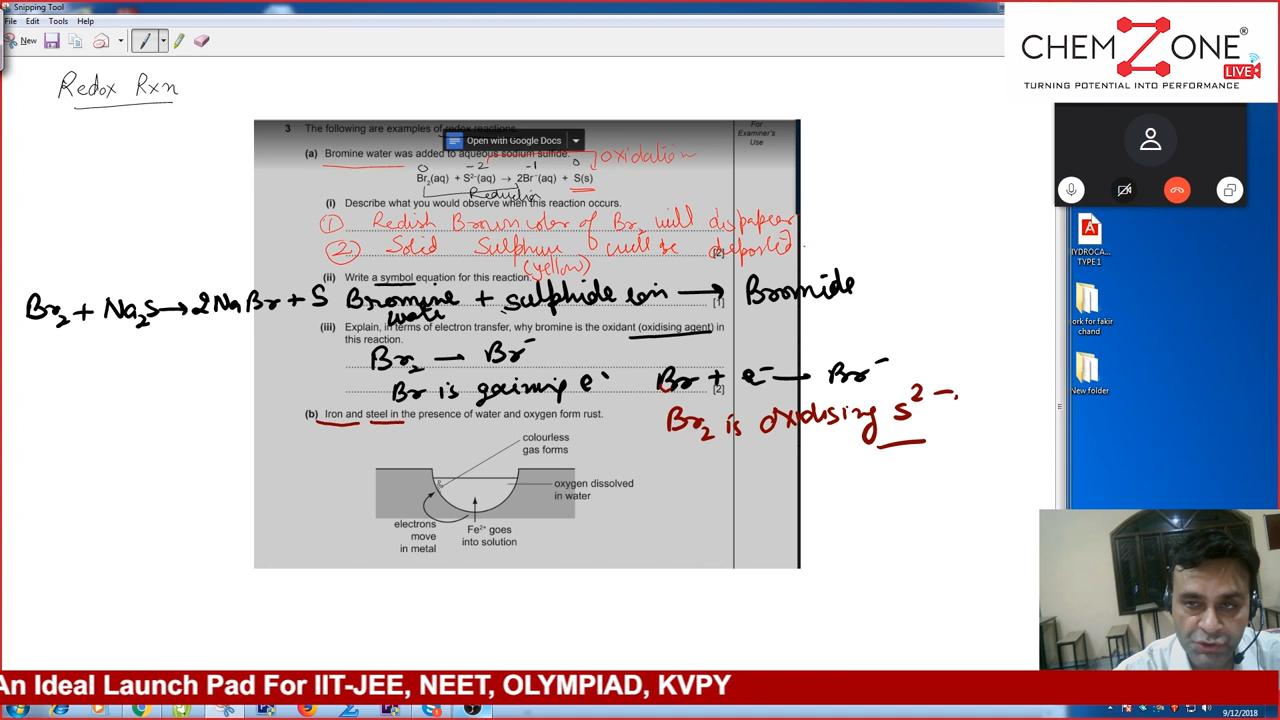 Snipping Tool
File Edit Tools Help
New
CHEMZONE®
LIVE
TURNING POTENTIAL INTO PERFORMANCE
Redox Rxn
For
Examiner's
Use
3 The following are examples of redox reactions.
Open with Google Docs
(a) Bromine water was added to aqueous sodium sulfide.
oxidation
0 -2 -1 0
Br₂(aq) + S²⁻(aq) → 2Br⁻(aq) + S(s)
Reduction
(i) Describe what you would observe when this reaction occurs.
① Redish Brown color of Br₂ will dispapeer
② Solid Sulphur will be deposited
(yellow)
[2]
(ii) Write a symbol equation for this reaction.
Br₂ + Na₂S → 2NaBr + S
Bromine + sulphide ion → Bromide
wate
[1]
(iii) Explain, in terms of electron transfer, why bromine is the oxidant (oxidising agent) in
this reaction.
Br₂ → Br⁻
Br is gaining e⁻
Br + e⁻ → Br⁻
[2]
Br₂ is oxidising S²⁻.
(b) Iron and steel in the presence of water and oxygen form rust.
colourless
gas forms
oxygen dissolved
in water
electrons
move
in metal
Fe²⁺ goes
into solution
HYDROCA...
TYPE 1
ork for fakir
chand
New folder
An Ideal Launch Pad For IIT-JEE, NEET, OLYMPIAD, KVPY
9/12/2018